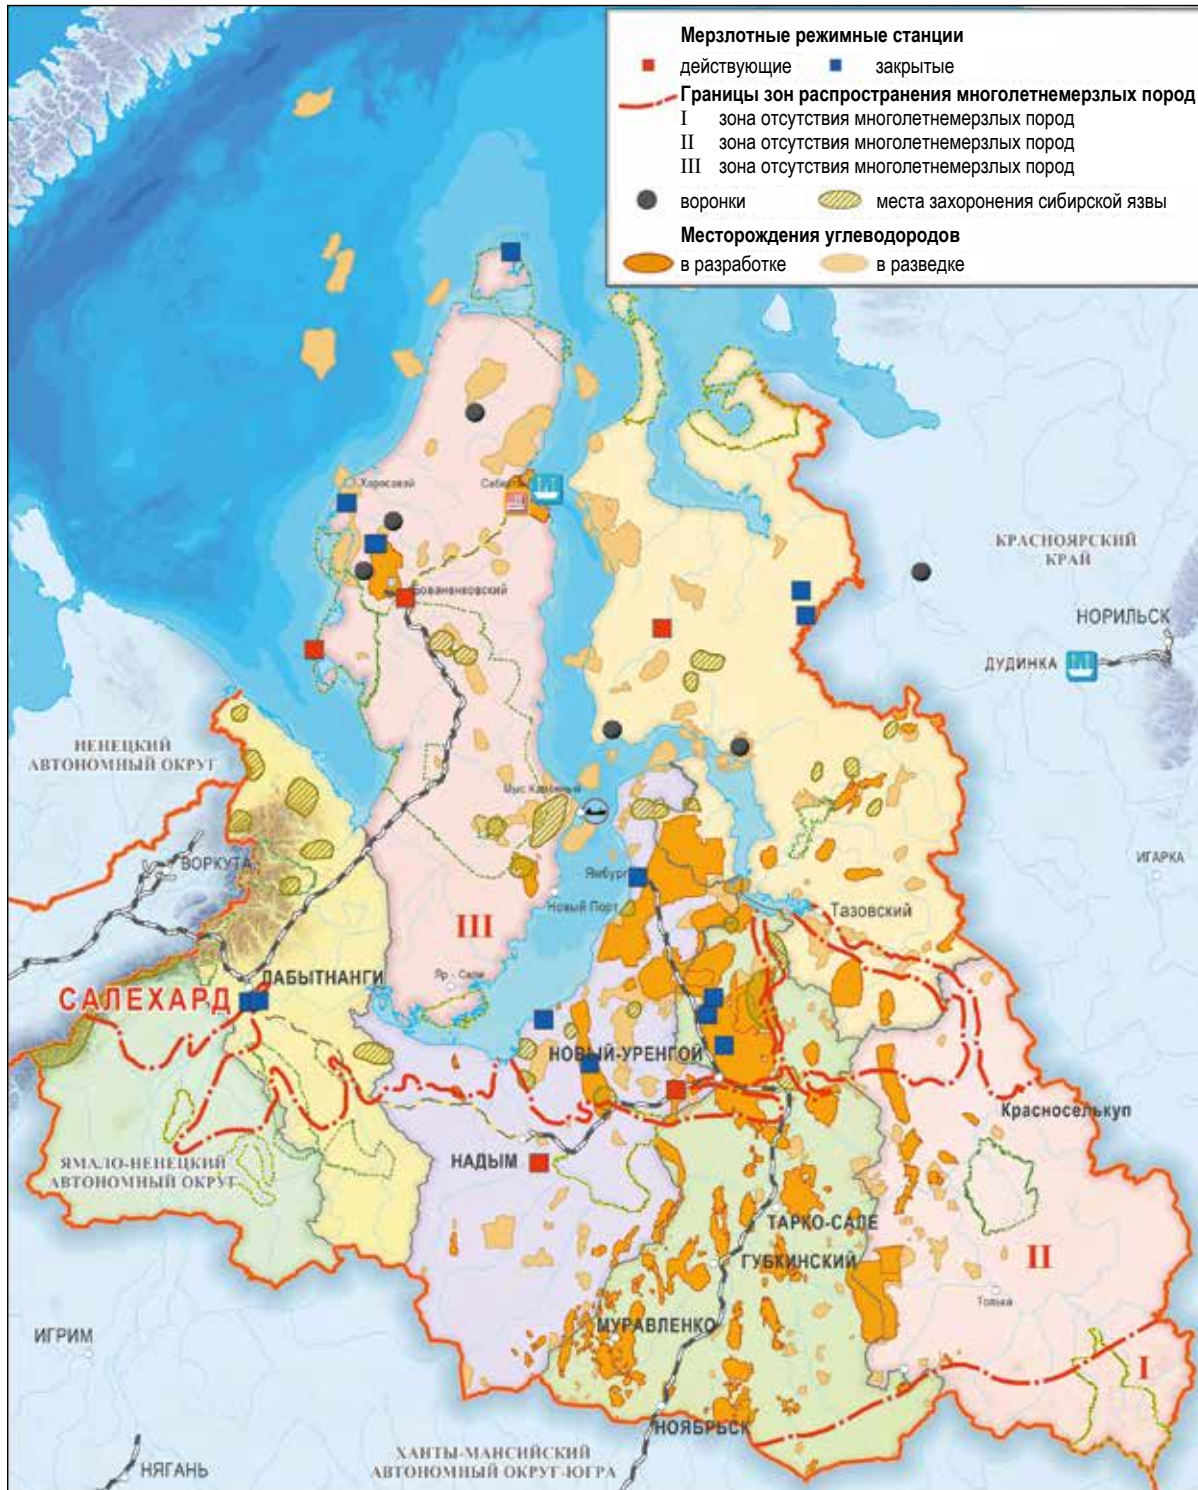 Мерзлотные режимные станции
действующие закрытые
Границы зон распространения многолетнемерзлых пород
I зона отсутствия многолетнемерзлых пород
II зона отсутствия многолетнемерзлых пород
III зона отсутствия многолетнемерзлых пород
воронки места захоронения сибирской язвы
Месторождения углеводородов
в разработке в разведке
Харасавэй
КРАСНОЯРСКИЙ
КРАЙ
НОРИЛЬСК
ДУДИНКА
НЕНЕЦКИЙ
АВТОНОМНЫЙ ОКРУГ
Мыс Каменный
ВОРКУТА
ИГАРКА
Ямбург
Новый Порт
Тазовский
III
Яр - Сали
ЛАБЫТНАНГИ
САЛЕХАРД
НОВЫЙ-УРЕНГОЙ
Красноселькуп
НАДЫМ
ЯМАЛО-НЕНЕЦКИЙ
АВТОНОМНЫЙ ОКРУГ
ТАРКО-САЛЕ
II
ГУБКИНСКИЙ
Толька
МУРАВЛЕНКО
ИГРИМ
I
НОЯБРЬСК
ХАНТЫ-МАНСИЙСКИЙ
АВТОНОМНЫЙ ОКРУГ-ЮГРА
НЯГАНЬ